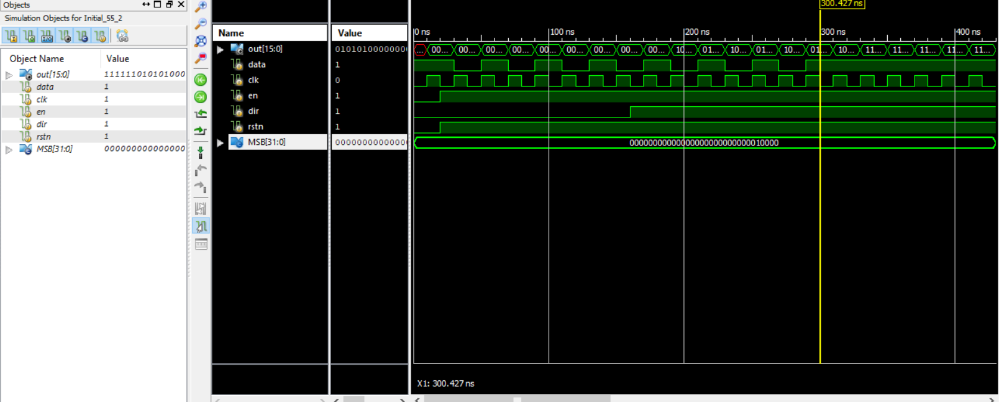 Objects
Simulation Objects for Initial_55_2
Object Name Value
out[15:0] 111111010101000
data 1
clk 1
en 1
dir 1
rstn 1
MSB[31:0] 000000000000000
Name Value
out[15:0] 0101010000000
data 1
clk 0
en 1
dir 1
rstn 1
MSB[31:0] 00000000000000
300.427 ns
0 ns 100 ns 200 ns 300 ns 400 ns
... 00... 00... 00... 00... 00... 00... 00... 00... 00... 10... 01... 10... 01... 10... 01... 10... 11... 11... 11... 11... 11...
00000000000000000000000000010000
X1: 300.427 ns